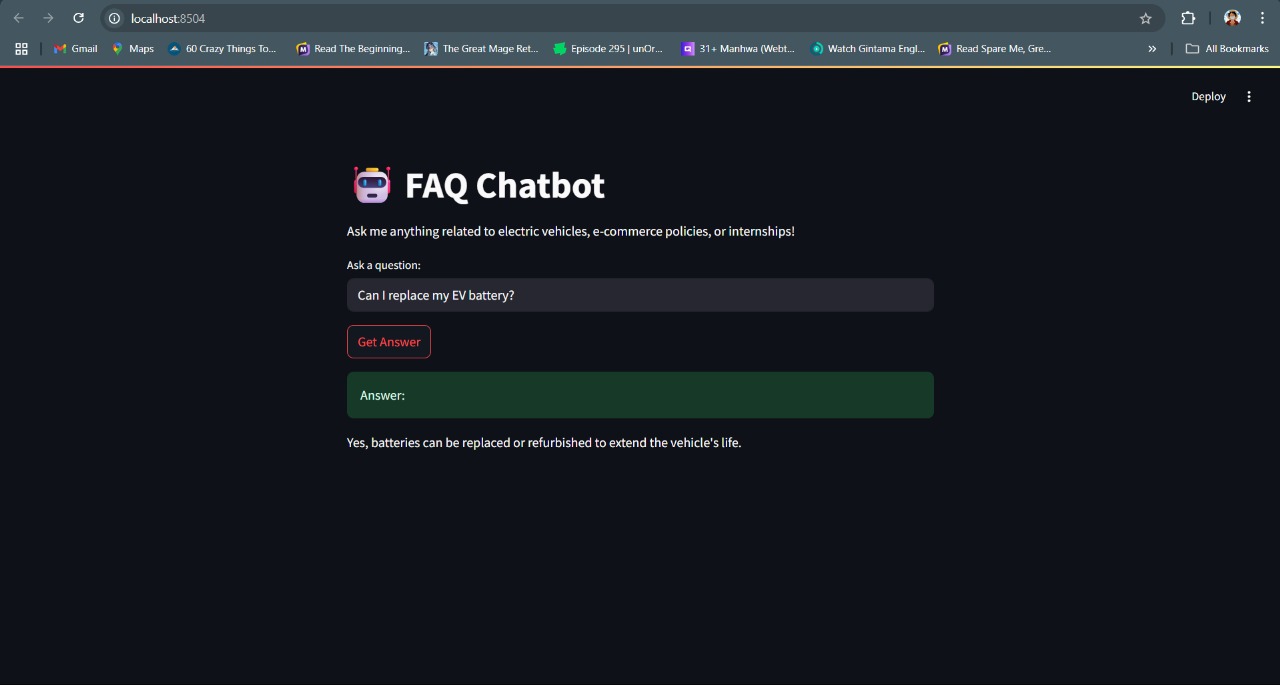 localhost:8504
Gmail Maps 60 Crazy Things To... Read The Beginning... The Great Mage Ret... Episode 295 | unOr... 31+ Manhwa (Webt... Watch Gintama Engl... Read Spare Me, Gre... » All Bookmarks
Deploy
FAQ Chatbot
Ask me anything related to electric vehicles, e-commerce policies, or internships!
Ask a question:
Can I replace my EV battery?
Get Answer
Answer:
Yes, batteries can be replaced or refurbished to extend the vehicle's life.